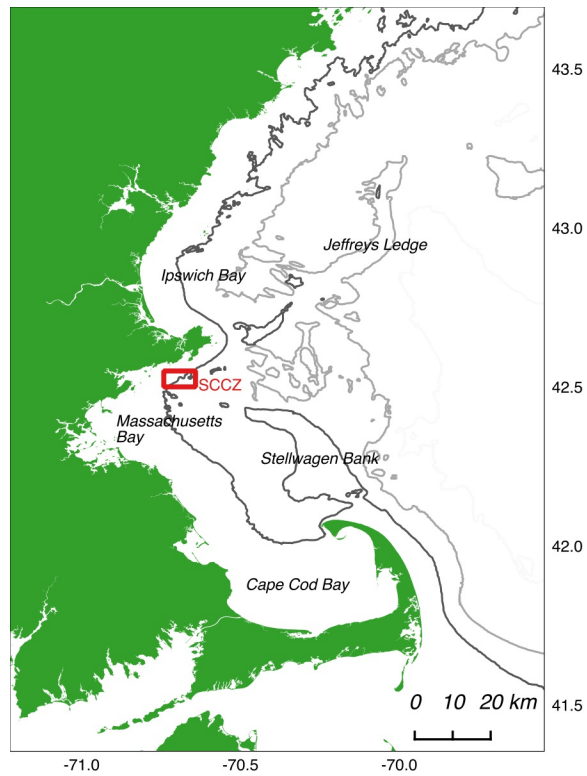 43.5
43.0
Jeffreys Ledge
Ipswich Bay
42.5
SCCZ
Massachusetts
Bay
Stellwagen Bank
42.0
Cape Cod Bay
0 10 20 km
41.5
-71.0 -70.5 -70.0